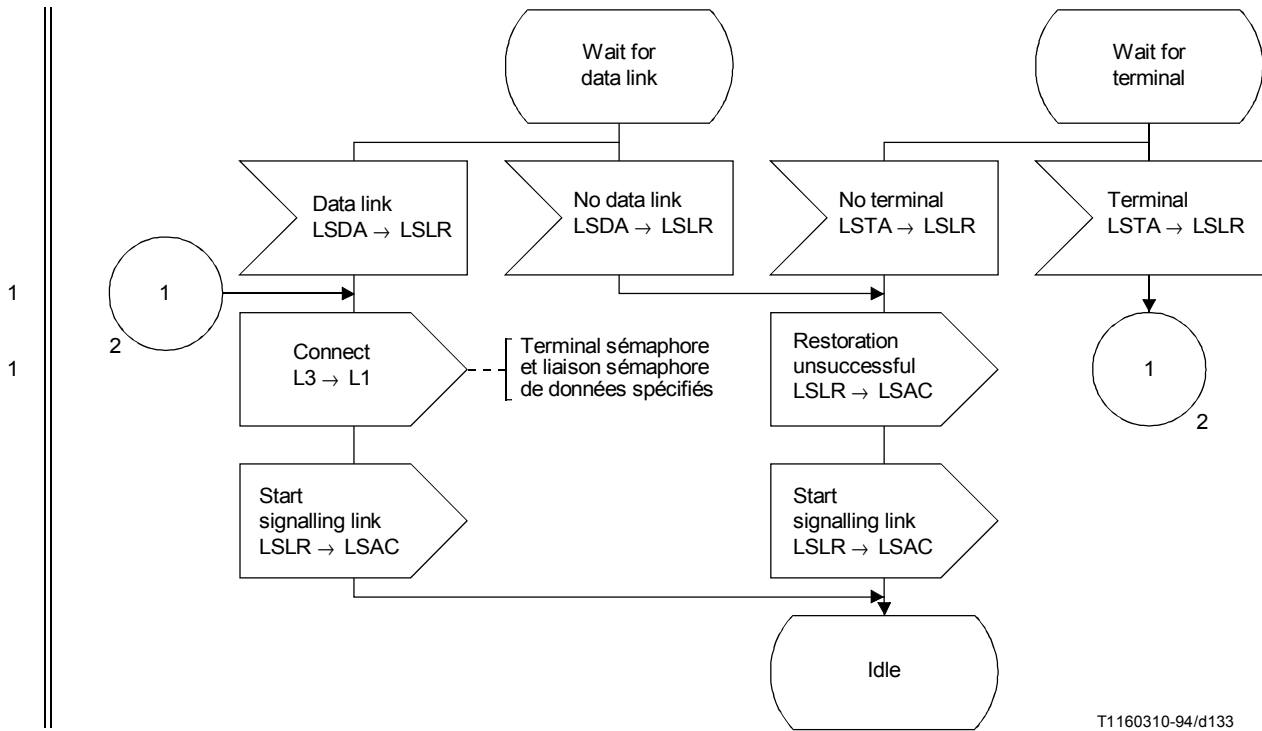 Wait for
data link
Wait for
terminal
Data link
LSDA → LSLR
No data link
LSDA → LSLR
No terminal
LSTA → LSLR
Terminal
LSTA → LSLR
1
1
2
1
Connect
L3 → L1
Terminal sémaphore
et liaison sémaphore
de données spécifiés
Restoration
unsuccessful
LSLR → LSAC
1
2
Start
signalling link
LSLR → LSAC
Start
signalling link
LSLR → LSAC
Idle
T1160310-94/d133